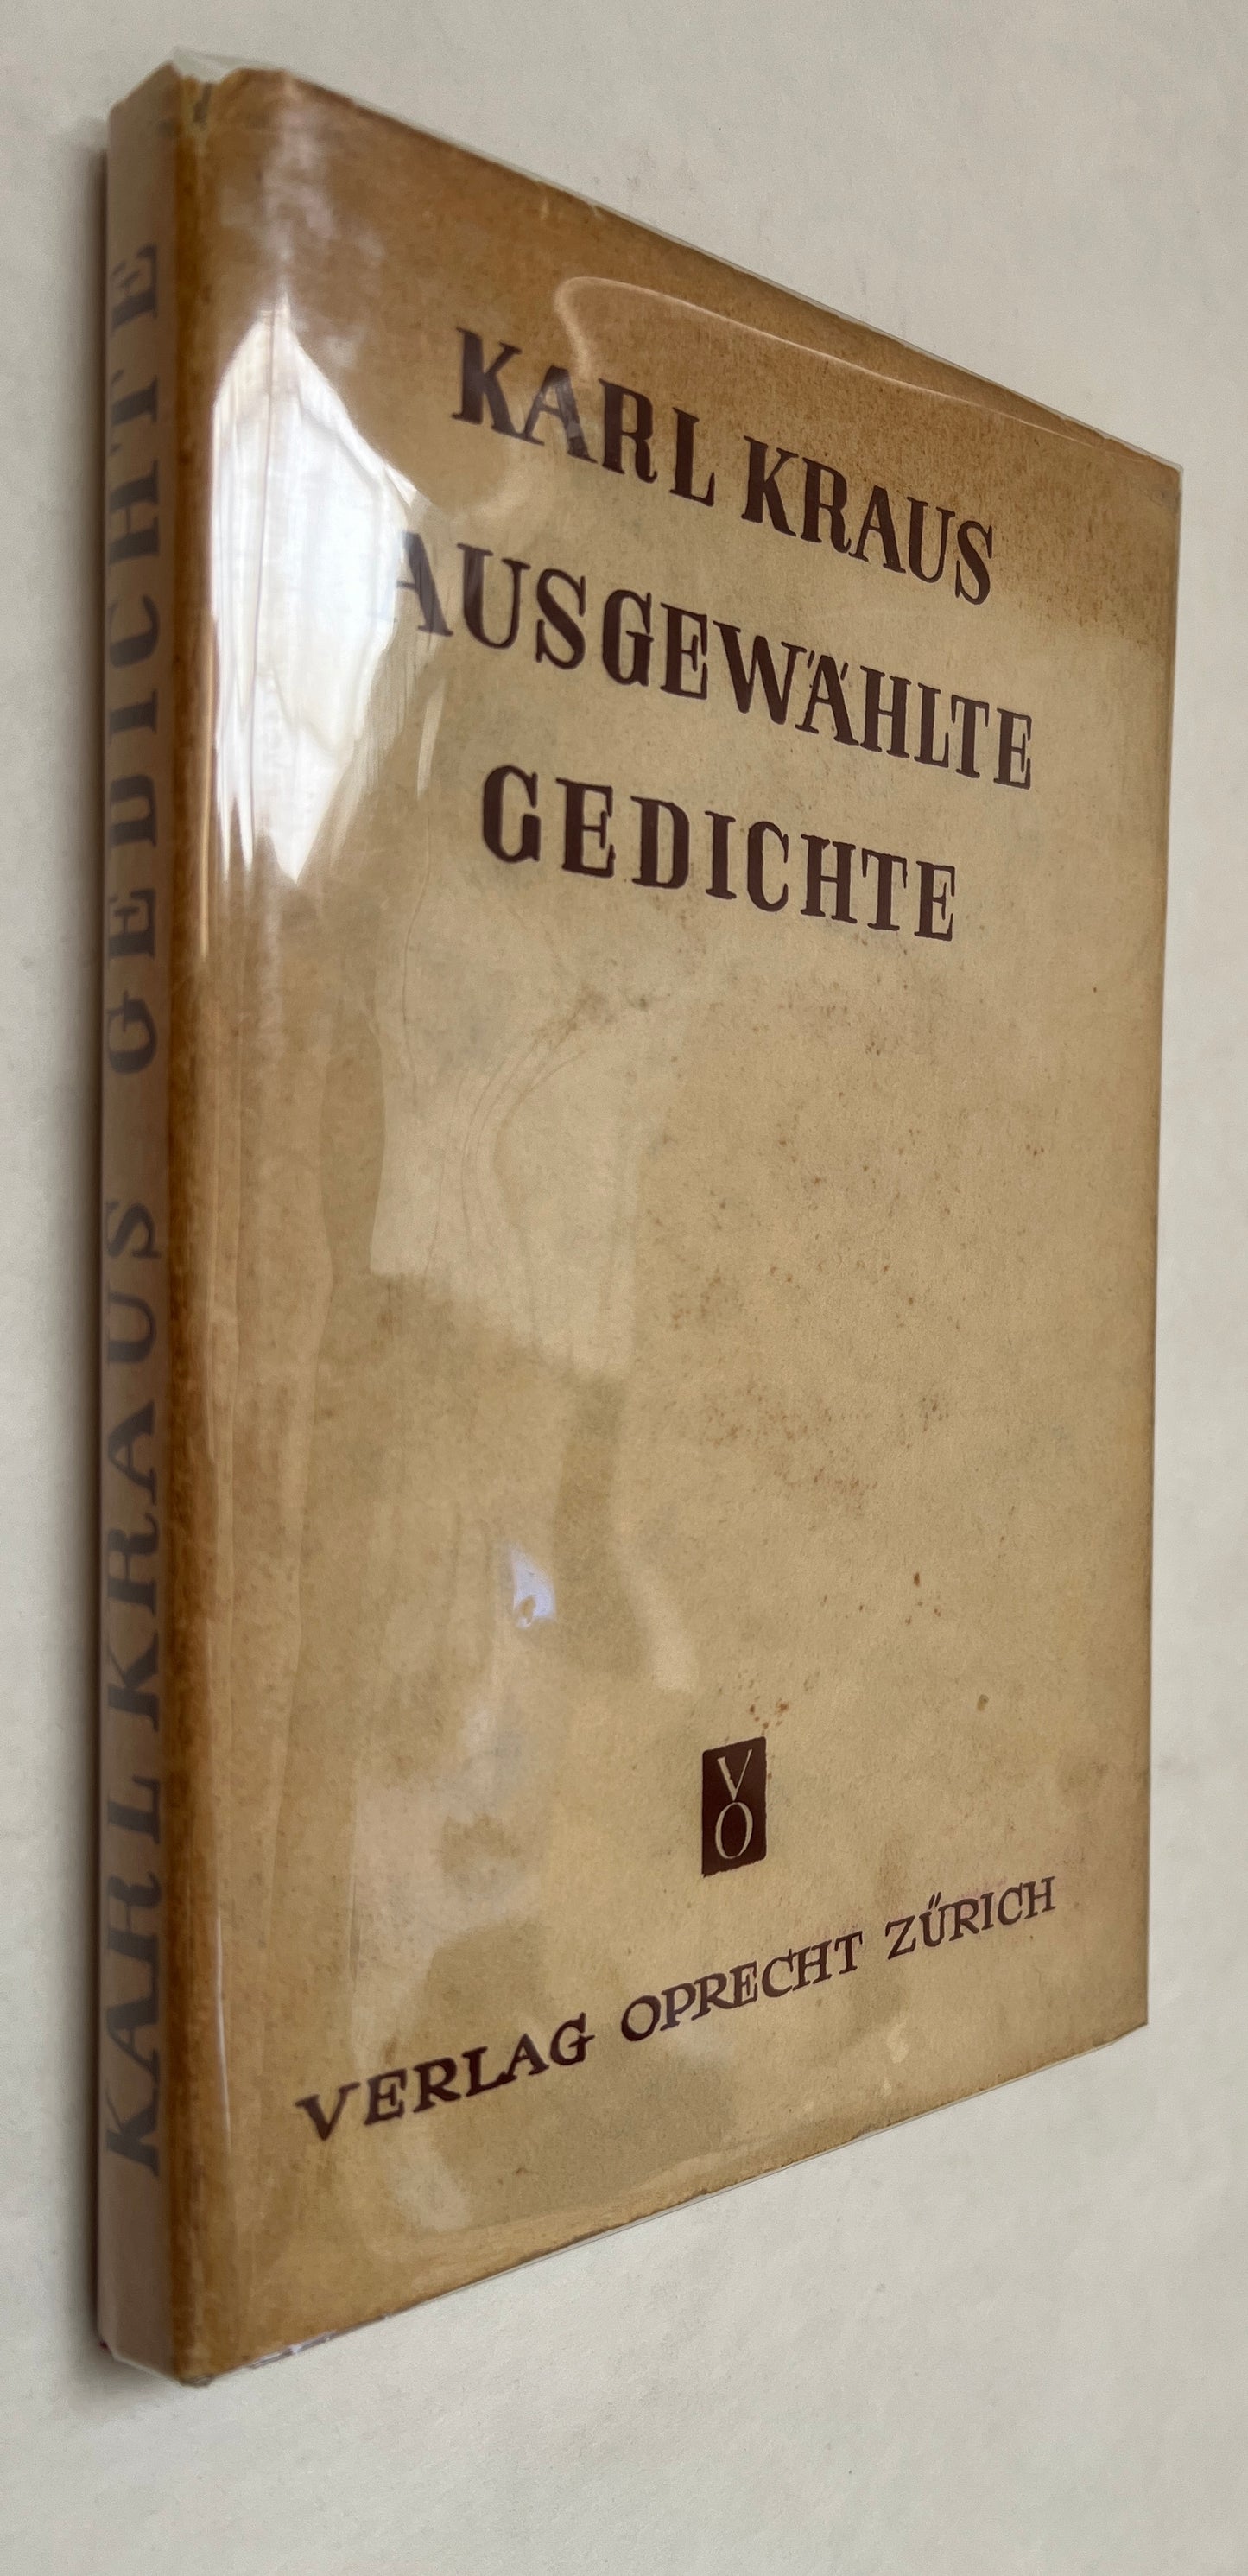 KARL KRAUS GEDICHTE
KARL KRAUS
AUSGEWÄHLTE
GEDICHTE
VO
VERLAG OPRECHT ZÜRICH